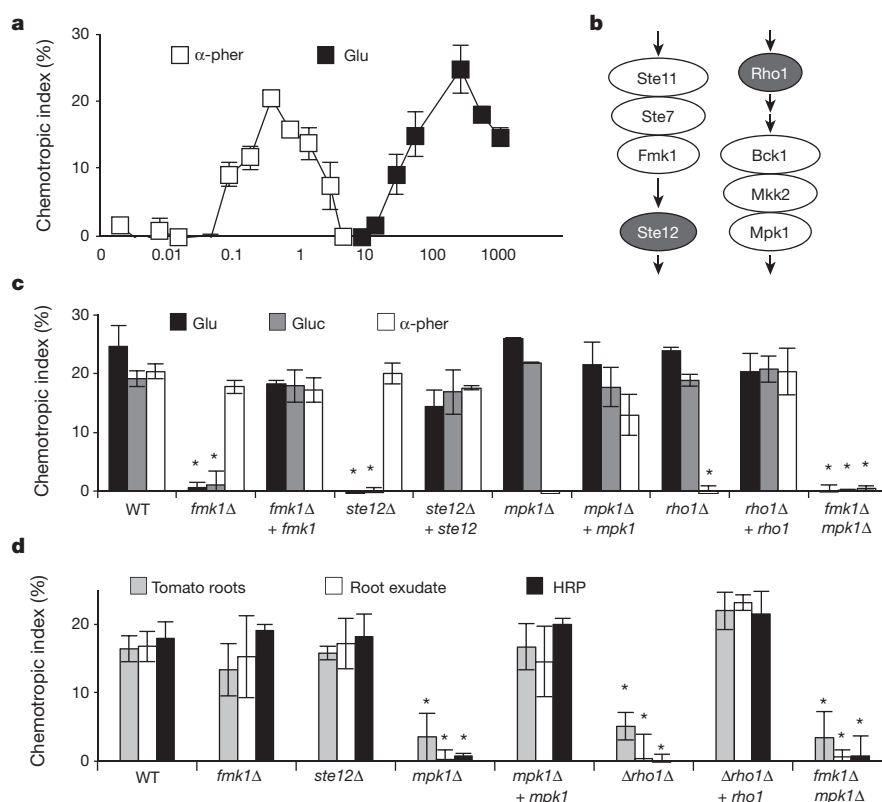 a
Chemotropic index (%)
30
20
10
0
α-pher
Glu
0
0.01
0.1
1
10
100
1000
b
Ste11
Ste7
Fmk1
Ste12
Rho1
Bck1
Mkk2
Mpk1
c
Chemotropic index (%)
30
20
10
0
Glu
Gluc
α-pher
* *
* *
*
* * *
WT
fmk1Δ
fmk1Δ
+ fmk1
ste12Δ
ste12Δ
+ ste12
mpk1Δ
mpk1Δ
+ mpk1
rho1Δ
rho1Δ
+ rho1
fmk1Δ
mpk1Δ
d
Chemotropic index (%)
20
10
0
Tomato roots
Root exudate
HRP
* * *
* * *
* * *
WT
fmk1Δ
ste12Δ
mpk1Δ
mpk1Δ
+ mpk1
Δrho1Δ
Δrho1Δ
+ rho1
fmk1Δ
mpk1Δ